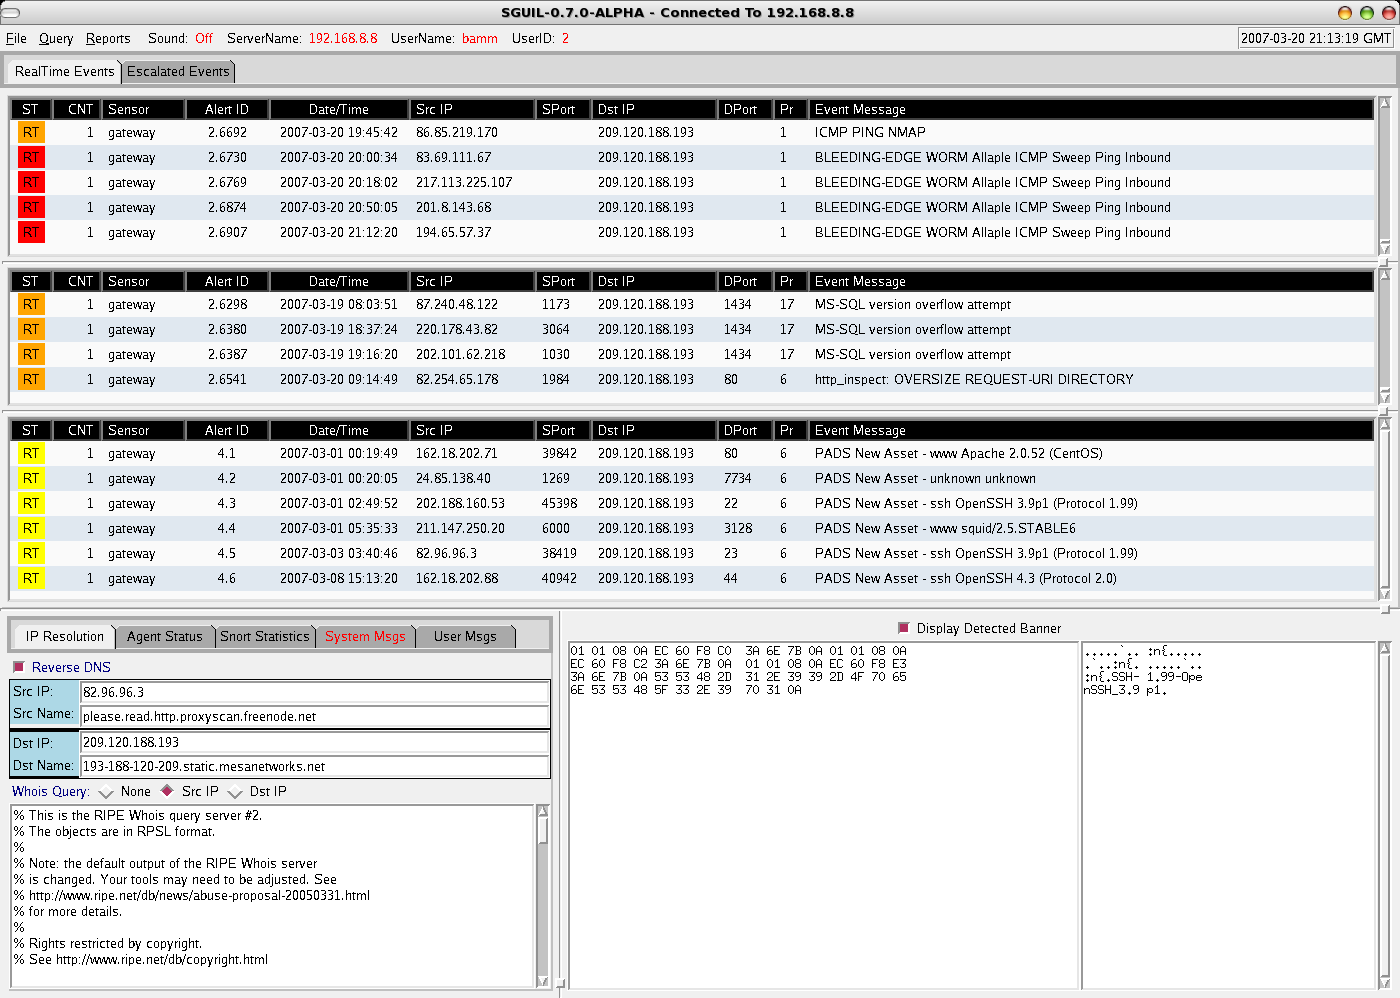 SGUIL-0.7.0-ALPHA - Connected To 192.168.8.8
File Query Reports Sound: Off ServerName: 192.168.8.8 UserName: bamm UserID: 2 2007-03-20 21:13:19 GMT
RealTime Events Escalated Events
ST CNT Sensor Alert ID Date/Time Src IP SPort Dst IP DPort Pr Event Message
RT 1 gateway 2.6692 2007-03-20 19:45:42 86.85.219.170 209.120.188.193 1 ICMP PING NMAP
RT 1 gateway 2.6730 2007-03-20 20:00:34 83.69.111.67 209.120.188.193 1 BLEEDING-EDGE WORM Allaple ICMP Sweep Ping Inbound
RT 1 gateway 2.6769 2007-03-20 20:18:02 217.113.225.107 209.120.188.193 1 BLEEDING-EDGE WORM Allaple ICMP Sweep Ping Inbound
RT 1 gateway 2.6874 2007-03-20 20:50:05 201.8.143.68 209.120.188.193 1 BLEEDING-EDGE WORM Allaple ICMP Sweep Ping Inbound
RT 1 gateway 2.6907 2007-03-20 21:12:20 194.65.57.37 209.120.188.193 1 BLEEDING-EDGE WORM Allaple ICMP Sweep Ping Inbound
ST CNT Sensor Alert ID Date/Time Src IP SPort Dst IP DPort Pr Event Message
RT 1 gateway 2.6298 2007-03-19 08:03:51 87.240.48.122 1173 209.120.188.193 1434 17 MS-SQL version overflow attempt
RT 1 gateway 2.6380 2007-03-19 18:37:24 220.178.43.82 3064 209.120.188.193 1434 17 MS-SQL version overflow attempt
RT 1 gateway 2.6387 2007-03-19 19:16:20 202.101.62.218 1030 209.120.188.193 1434 17 MS-SQL version overflow attempt
RT 1 gateway 2.6541 2007-03-20 09:14:49 82.254.65.178 1984 209.120.188.193 80 6 http_inspect: OVERSIZE REQUEST-URI DIRECTORY
ST CNT Sensor Alert ID Date/Time Src IP SPort Dst IP DPort Pr Event Message
RT 1 gateway 4.1 2007-03-01 00:19:49 162.18.202.71 39842 209.120.188.193 80 6 PADS New Asset - www Apache 2.0.52 (CentOS)
RT 1 gateway 4.2 2007-03-01 00:20:05 24.85.138.40 1269 209.120.188.193 7734 6 PADS New Asset - unknown unknown
RT 1 gateway 4.3 2007-03-01 02:49:52 202.188.160.53 45398 209.120.188.193 22 6 PADS New Asset - ssh OpenSSH 3.9p1 (Protocol 1.99)
RT 1 gateway 4.4 2007-03-01 05:35:33 211.147.250.20 6000 209.120.188.193 3128 6 PADS New Asset - www squid/2.5.STABLE6
RT 1 gateway 4.5 2007-03-03 03:40:46 82.96.96.3 38419 209.120.188.193 23 6 PADS New Asset - ssh OpenSSH 3.9p1 (Protocol 1.99)
RT 1 gateway 4.6 2007-03-08 15:13:20 162.18.202.88 40942 209.120.188.193 44 6 PADS New Asset - ssh OpenSSH 4.3 (Protocol 2.0)
IP Resolution Agent Status Snort Statistics System Msgs User Msgs
Reverse DNS
Src IP: 82.96.96.3
Src Name: please.read.http.proxyscan.freenode.net
Dst IP: 209.120.188.193
Dst Name: 193-188-120-209.static.mesanetworks.net
Whois Query: None Src IP Dst IP
% This is the RIPE Whois query server #2.
% The objects are in RPSL format.
%
% Note: the default output of the RIPE Whois server
% is changed. Your tools may need to be adjusted. See
% http://www.ripe.net/db/news/abuse-proposal-20050331.html
% for more details.
%
% Rights restricted by copyright.
% See http://www.ripe.net/db/copyright.html
Display Detected Banner
01 01 08 0A EC 60 F8 C0 3A 6E 7B 0A 01 01 08 0A
EC 60 F8 C2 3A 6E 7B 0A 01 01 08 0A EC 60 F8 E3
3A 6E 7B 0A 53 53 48 2D 31 2E 39 39 2D 4F 70 65
6E 53 53 48 5F 33 2E 39 70 31 0A
.....`.. :n{.....
.`..:n{. .....`..
:n{.SSH- 1.99-Ope
nSSH_3.9 p1.